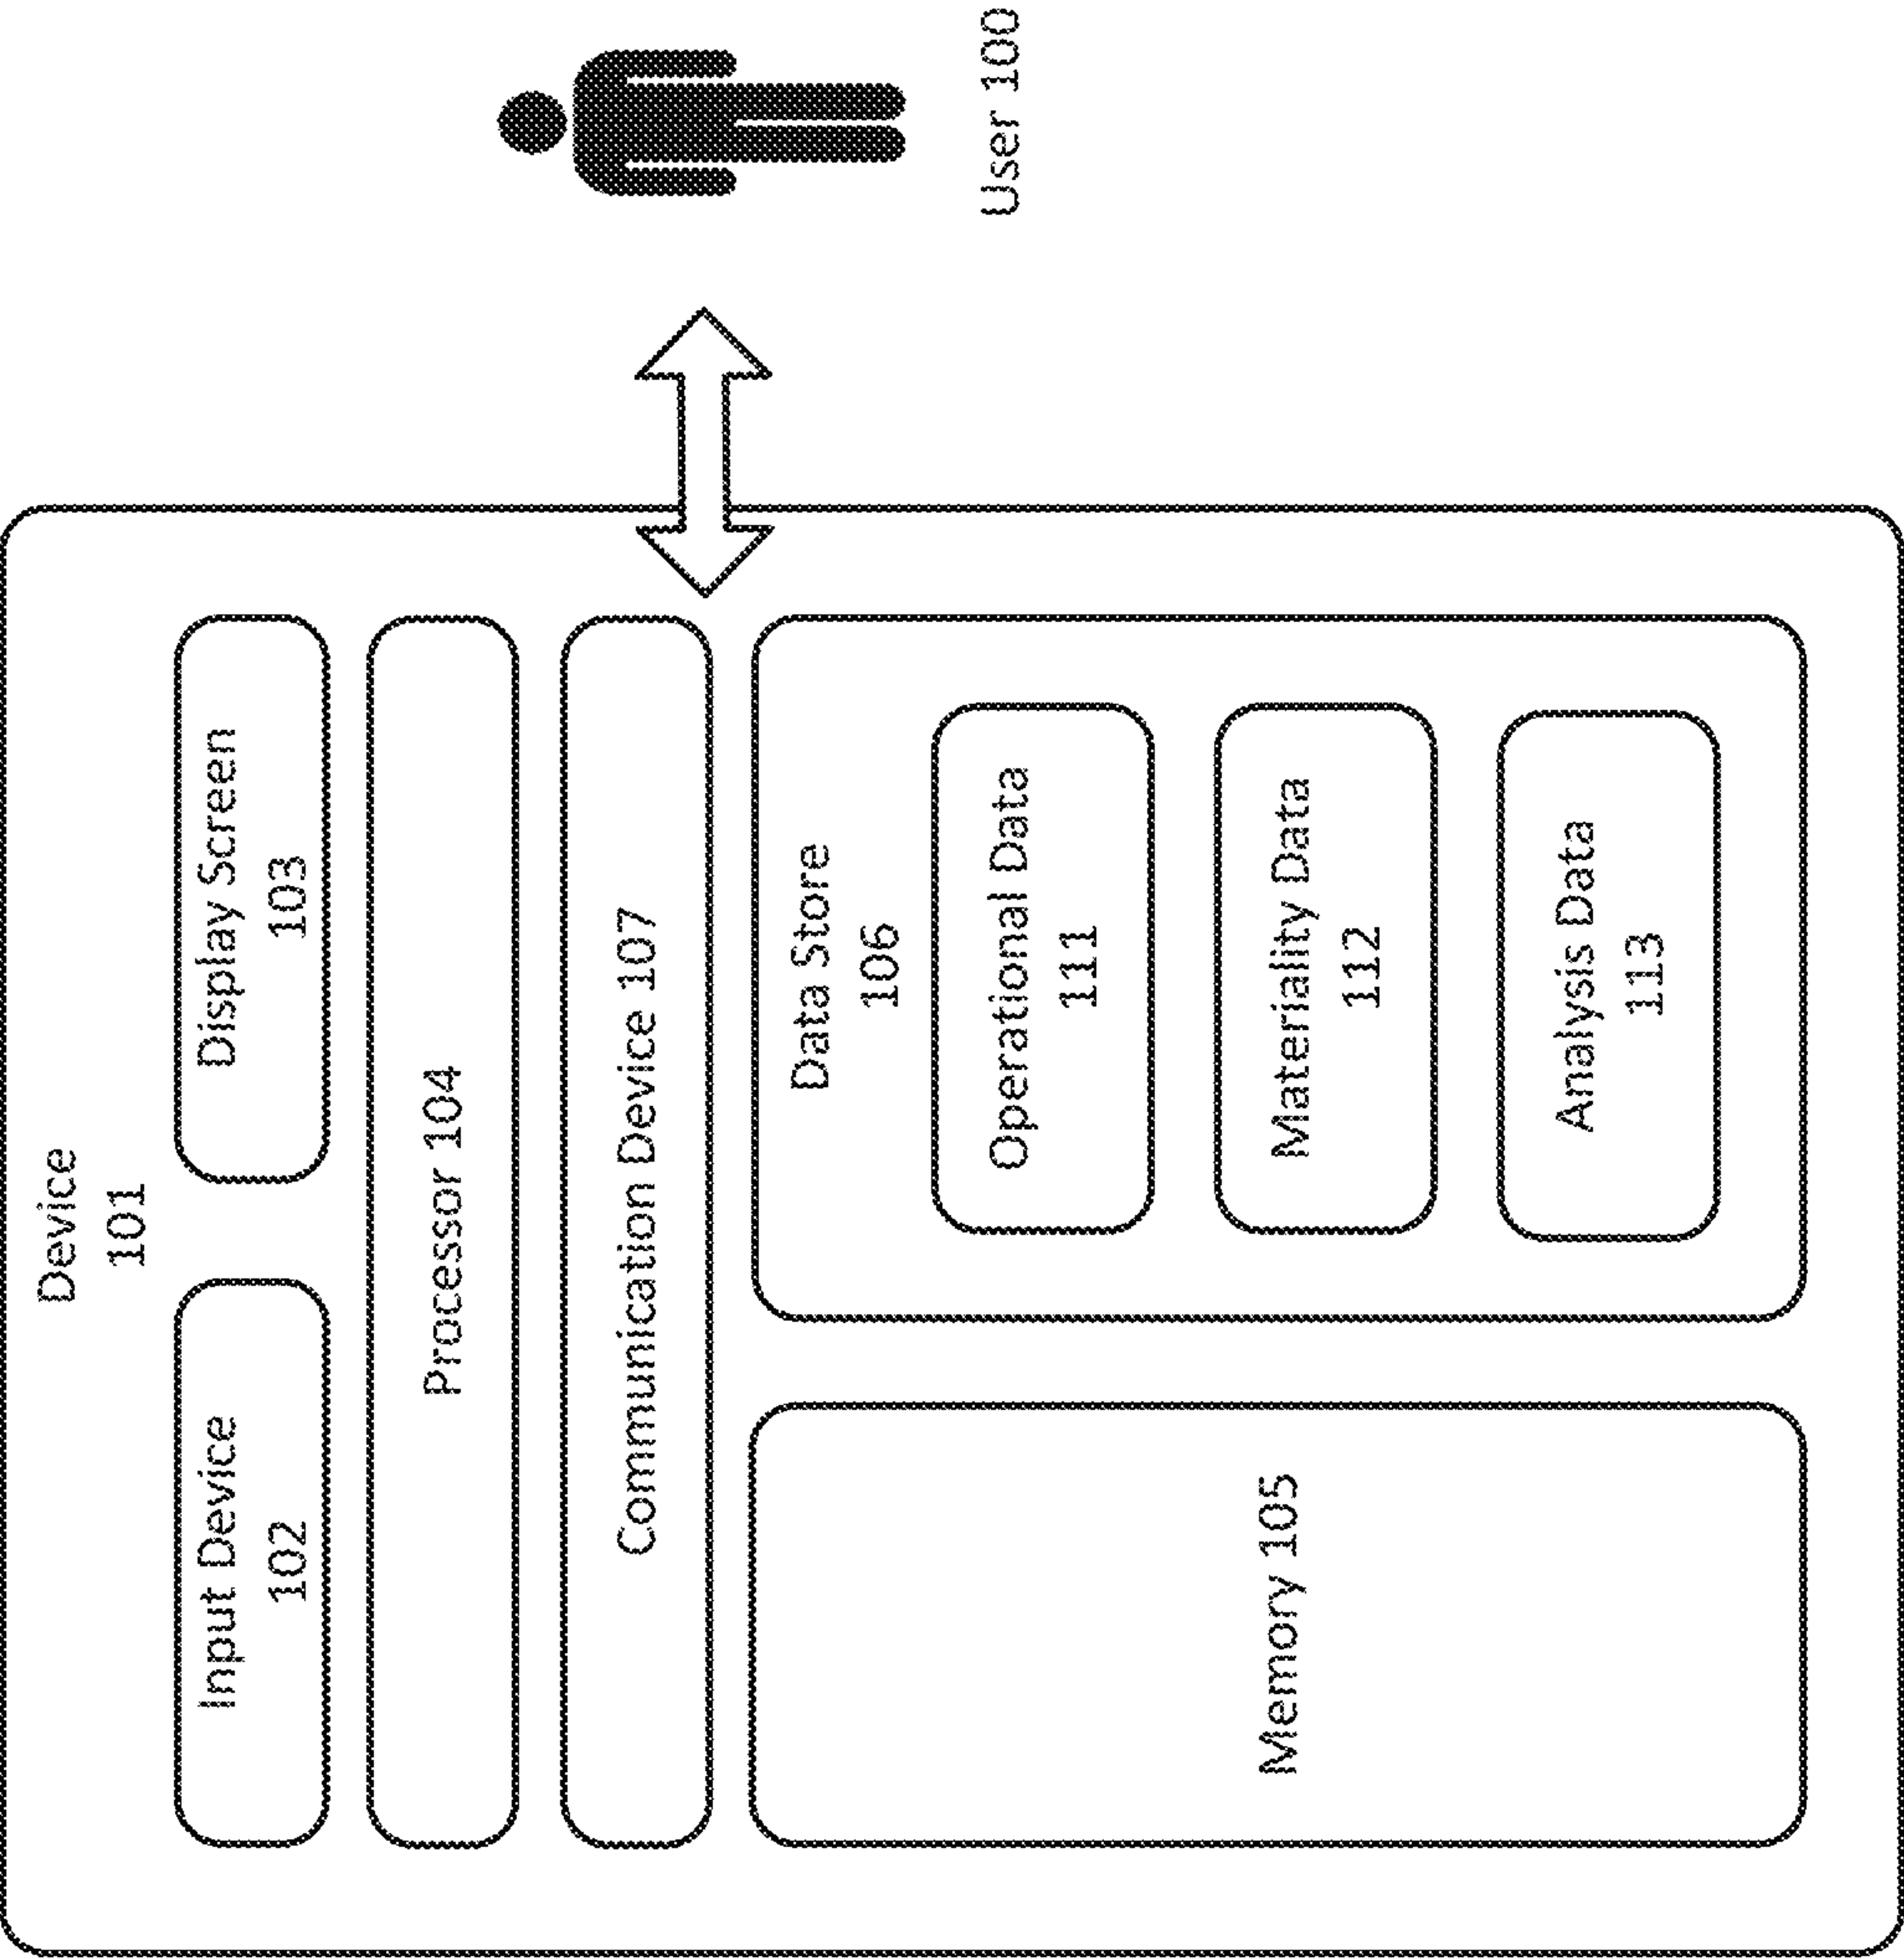 Device
101
Input Device
102
Display Screen
103
Processor 104
Communication Device 107
Memory 105
Data Store
106
Operational Data
111
Materiality Data
112
Analysis Data
113
User 100